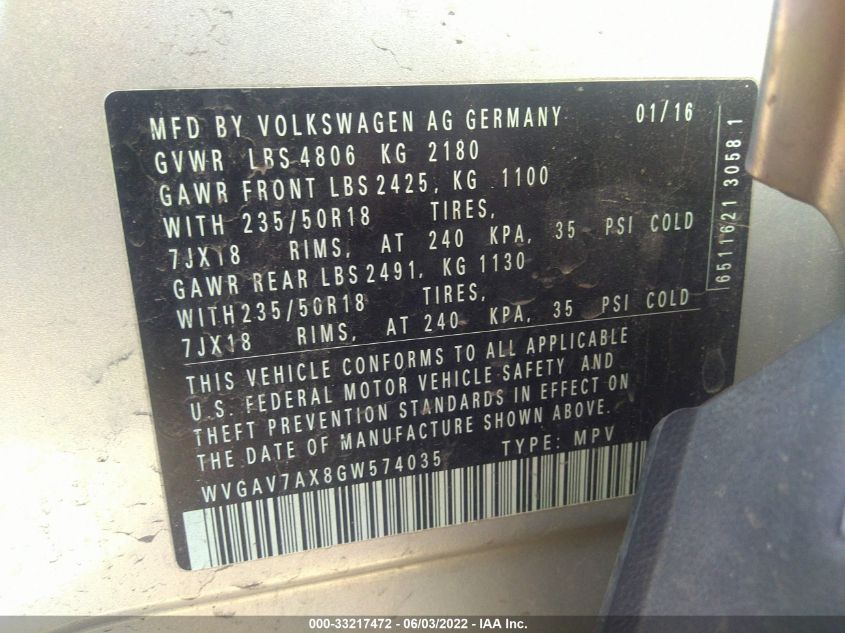 MFD BY VOLKSWAGEN AG GERMANY 01/16
GVWR LBS 4806 KG 2180
GAWR FRONT LBS 2425, KG 1100
WITH 235/50R18 TIRES,
7JX18 RIMS, AT 240 KPA, 35 PSI COLD
GAWR REAR LBS 2491, KG 1130
WITH 235/50R18 TIRES,
7JX18 RIMS, AT 240 KPA, 35 PSI COLD
THIS VEHICLE CONFORMS TO ALL APPLICABLE
U.S. FEDERAL MOTOR VEHICLE SAFETY AND
THEFT PREVENTION STANDARDS IN EFFECT ON
THE DATE OF MANUFACTURE SHOWN ABOVE.
WVGAV7AX8GW574035 TYPE: MPV
6511621 3058 1
000-33217472 - 06/03/2022 - IAA Inc.